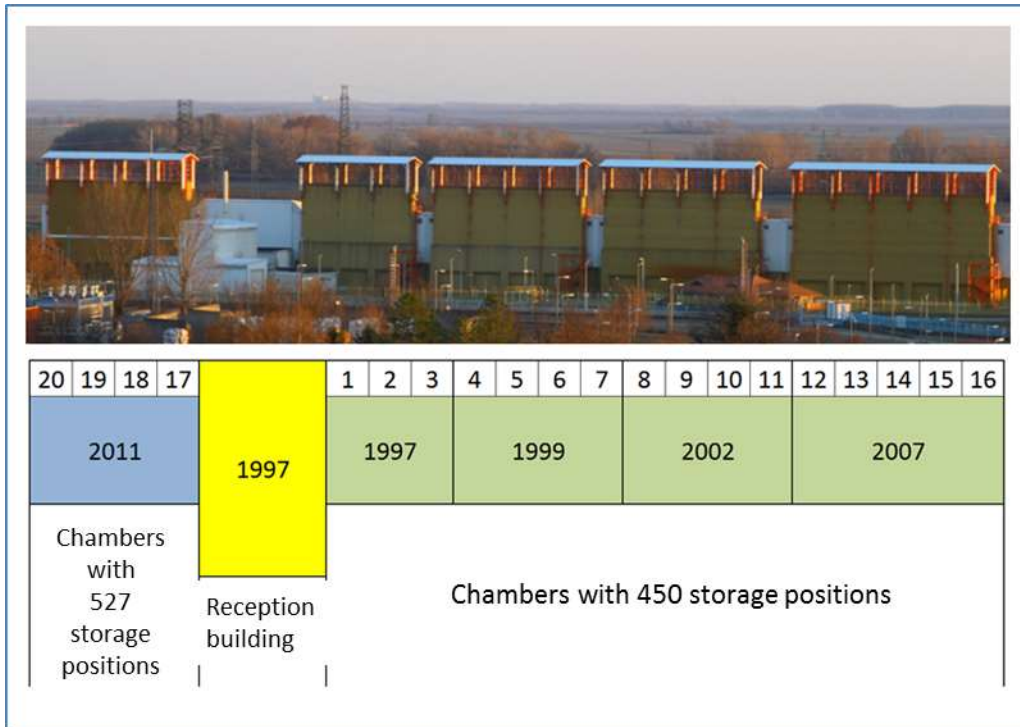 20 19 18 17 1 2 3 4 5 6 7 8 9 10 11 12 13 14 15 16
2011 1997 1997 1999 2002 2007
Chambers
with
527
storage
positions
Reception
building
Chambers with 450 storage positions